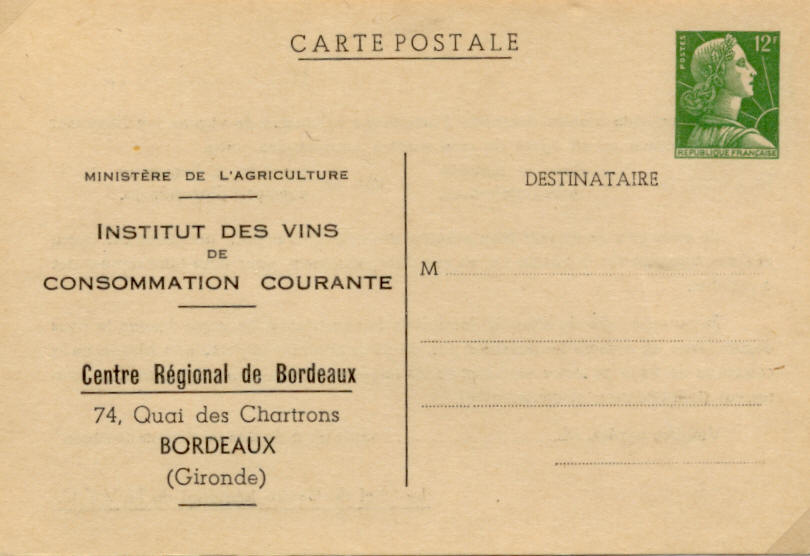 CARTE POSTALE
POSTES
12F
REPUBLIQUE FRANÇAISE
MINISTÈRE DE L'AGRICULTURE
INSTITUT DES VINS
DE
CONSOMMATION COURANTE
Centre Régional de Bordeaux
74, Quai des Chartrons
BORDEAUX
(Gironde)
DESTINATAIRE
M